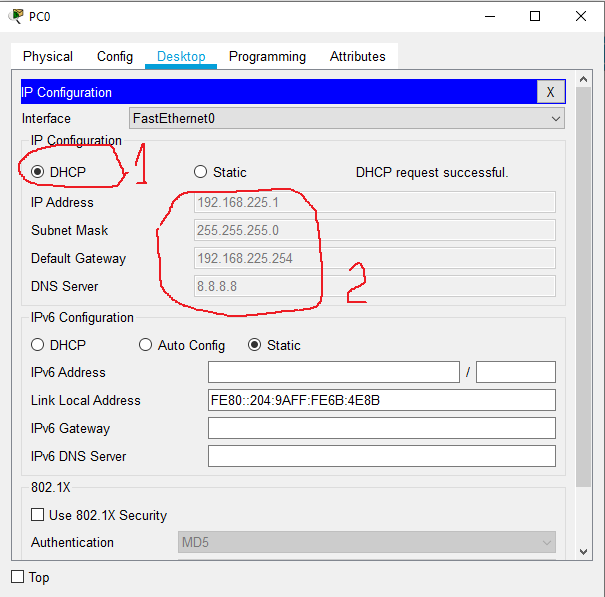 PC0
Physical Config Desktop Programming Attributes
IP Configuration X
Interface FastEthernet0
IP Configuration
DHCP 1 Static DHCP request successful.
IP Address 192.168.225.1
Subnet Mask 255.255.255.0
Default Gateway 192.168.225.254
DNS Server 8.8.8.8 2
IPv6 Configuration
DHCP Auto Config Static
IPv6 Address /
Link Local Address FE80::204:9AFF:FE6B:4E8B
IPv6 Gateway
IPv6 DNS Server
802.1X
Use 802.1X Security
Authentication MD5
Top